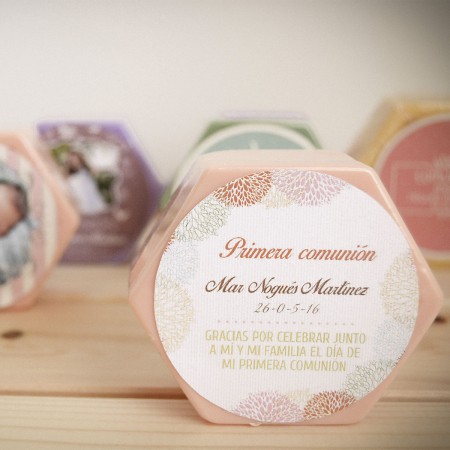 Primera comunión
Mar Nogués Martínez
26-0-5-16
GRACIAS POR CELEBRAR JUNTO
A MÍ Y MI FAMILIA EL DÍA DE
MI PRIMERA COMUNIÓN